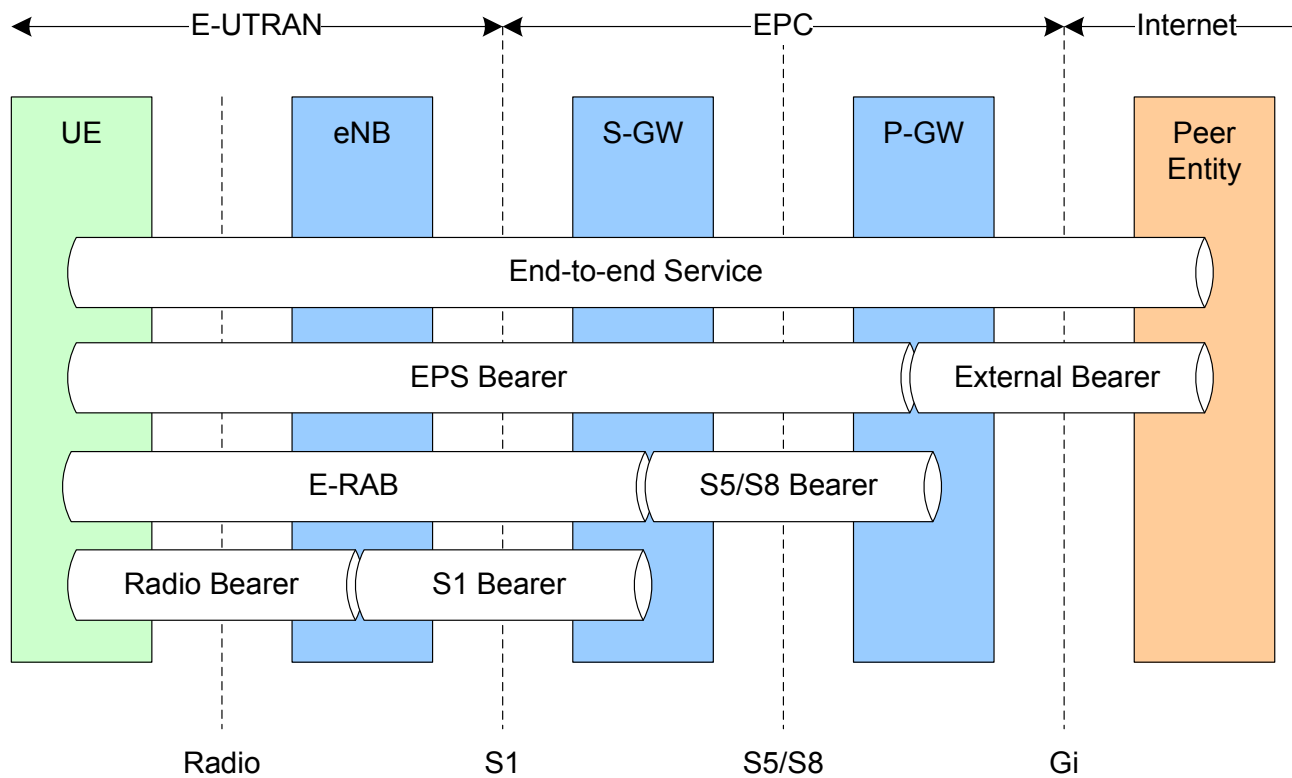 E-UTRAN
EPC
Internet
UE
eNB
S-GW
P-GW
Peer
Entity
End-to-end Service
EPS Bearer
External Bearer
E-RAB
S5/S8 Bearer
Radio Bearer
S1 Bearer
Radio
S1
S5/S8
Gi